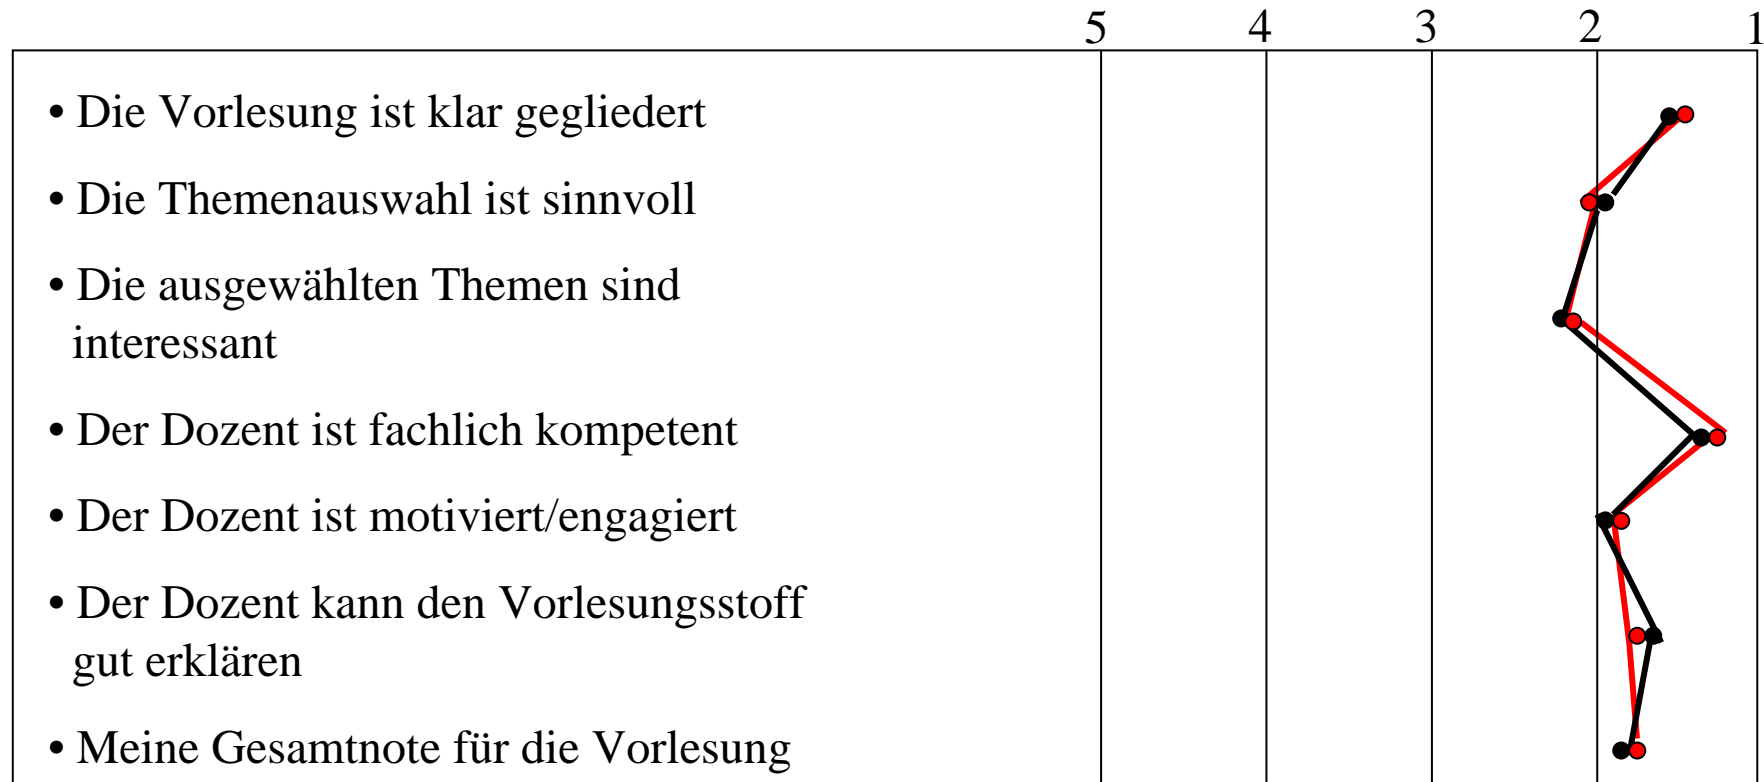 5 4 3 2 1
• Die Vorlesung ist klar gegliedert
• Die Themenauswahl ist sinnvoll
• Die ausgewählten Themen sind
interessant
• Der Dozent ist fachlich kompetent
• Der Dozent ist motiviert/engagiert
• Der Dozent kann den Vorlesungsstoff
gut erklären
• Meine Gesamtnote für die Vorlesung